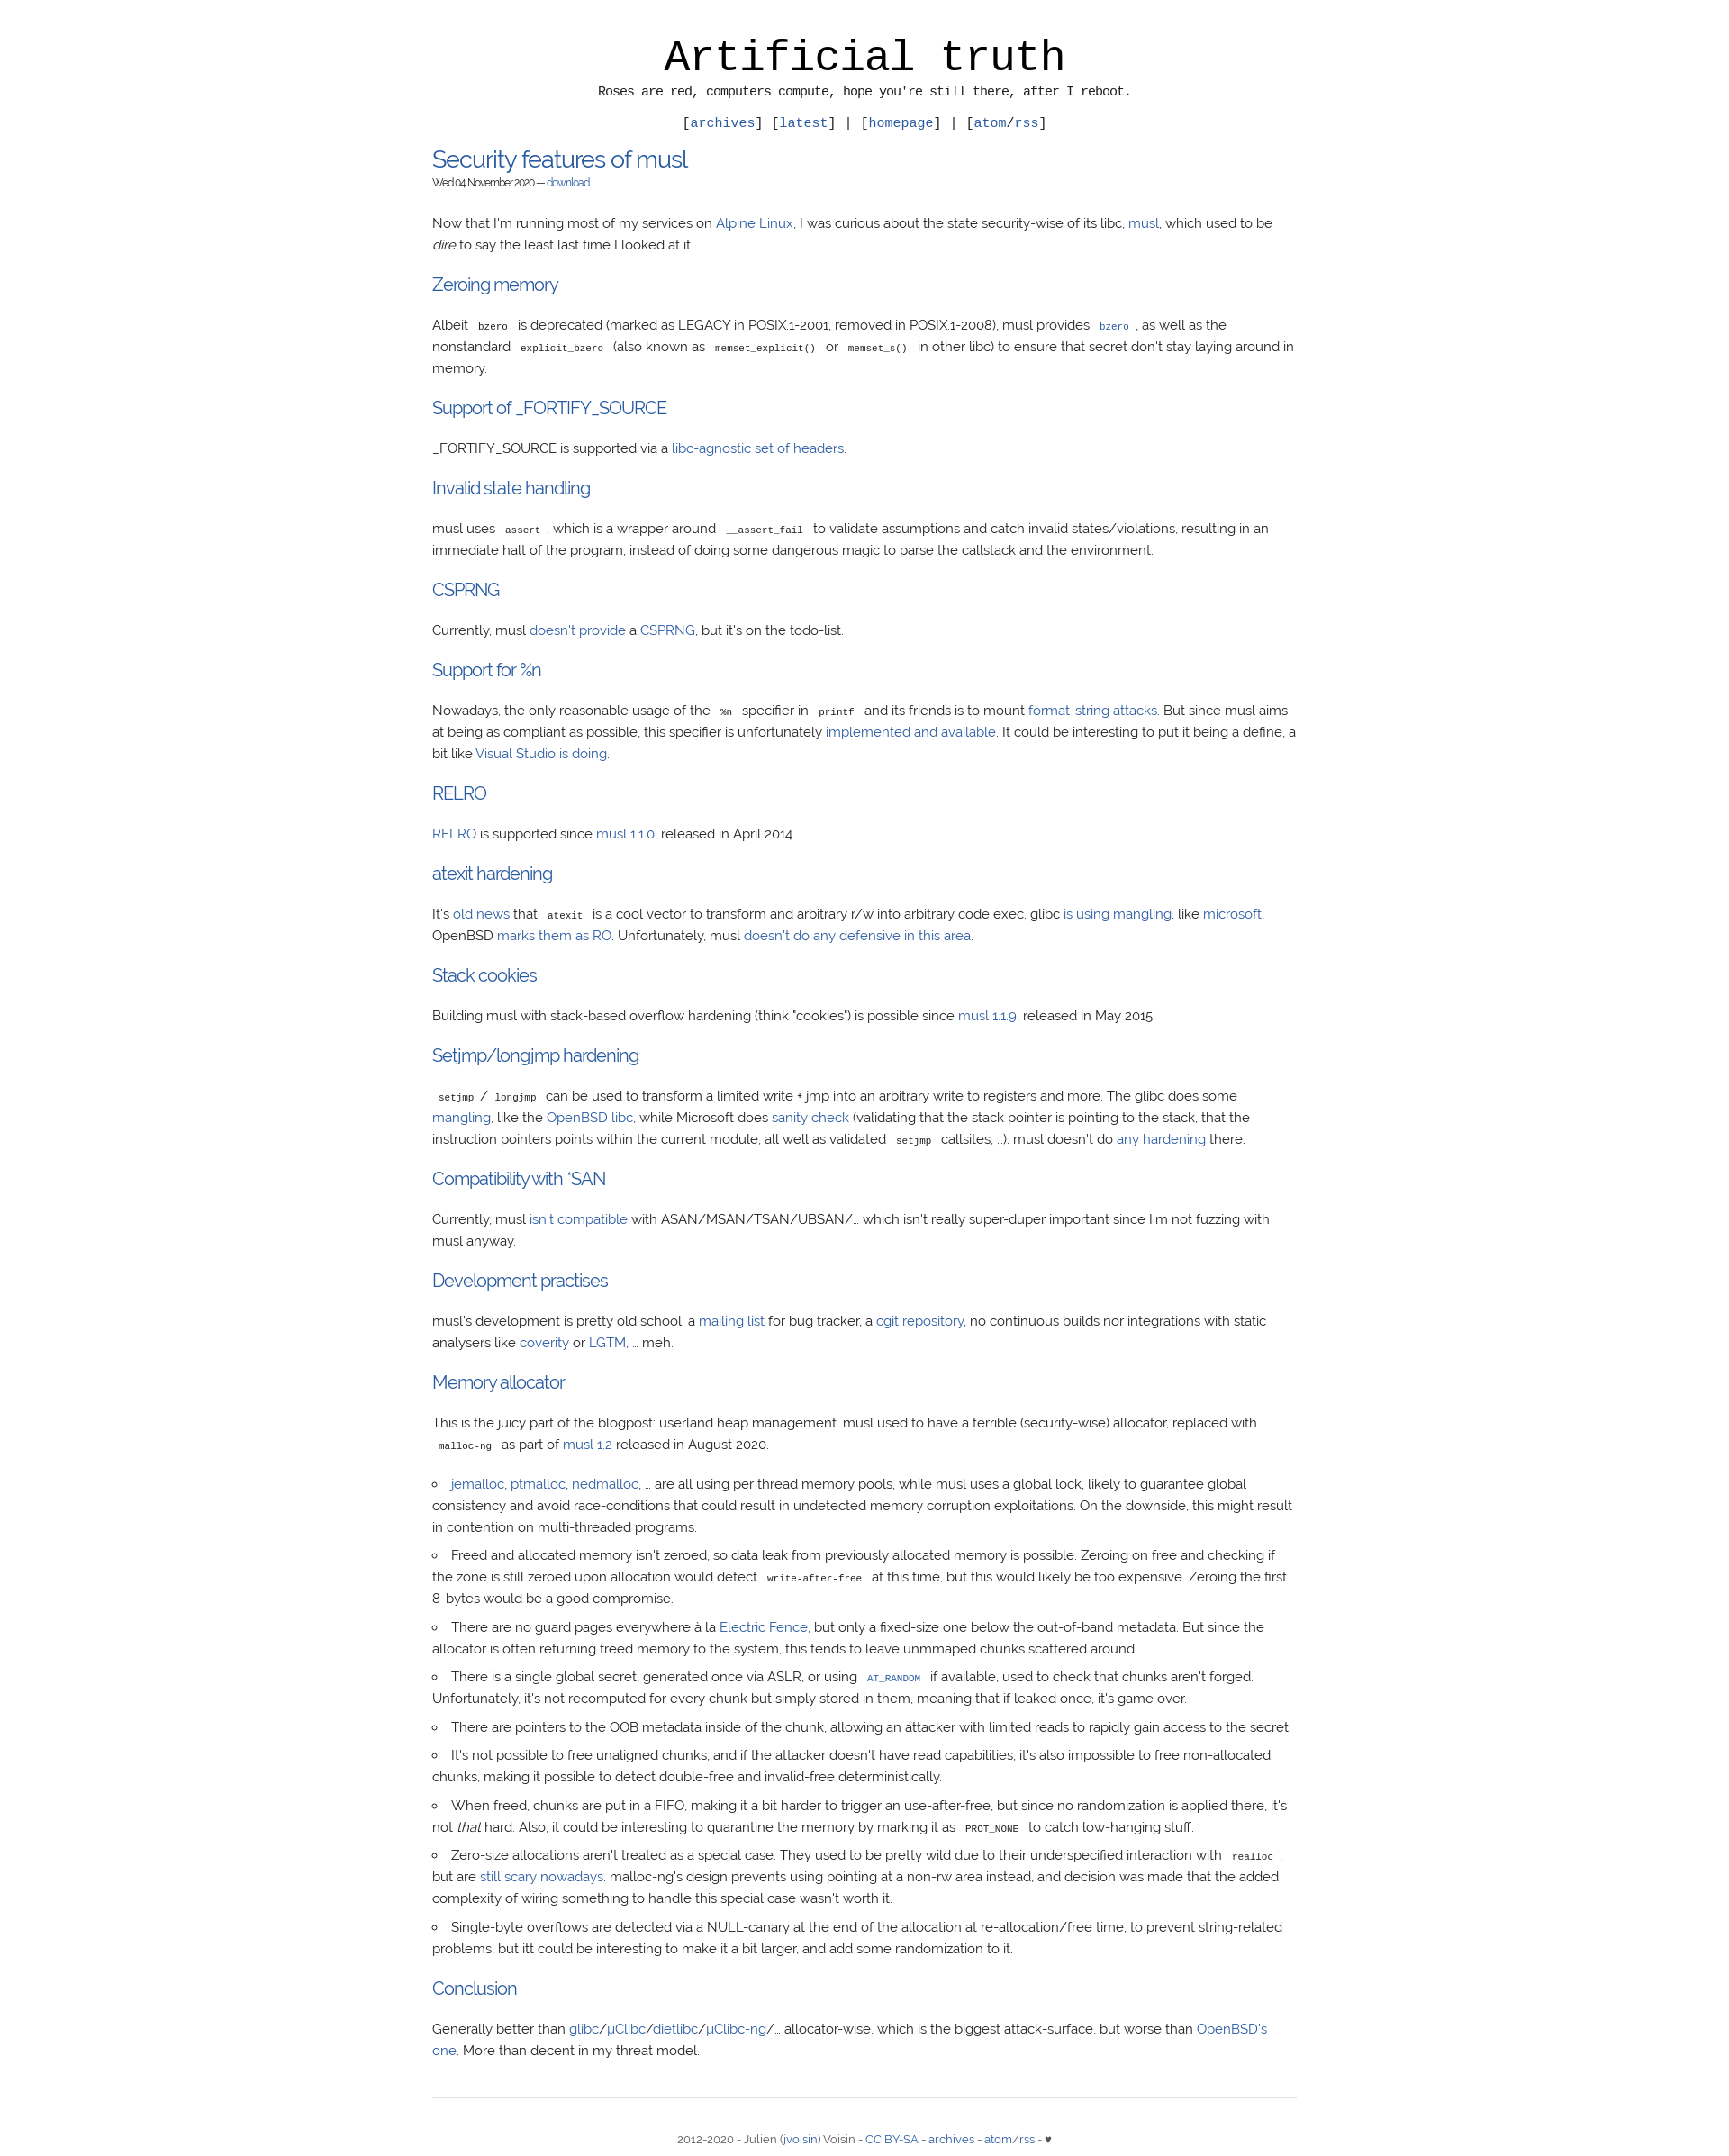 Artificial truth
Roses are red, computers compute, hope you're still there, after I reboot.
[archives] [latest] | [homepage] | [atom/rss]
Security features of musl
Wed 04 November 2020 — download
Now that I'm running most of my services on Alpine Linux, I was curious about the state security-wise of its libc, musl, which used to be
dire to say the least last time I looked at it.
Zeroing memory
Albeit bzero is deprecated (marked as LEGACY in POSIX.1-2001, removed in POSIX.1-2008), musl provides bzero, as well as the
nonstandard explicit_bzero (also known as memset_explicit() or memset_s() in other libc) to ensure that secret don't stay laying around in
memory.
Support of _FORTIFY_SOURCE
_FORTIFY_SOURCE is supported via a libc-agnostic set of headers.
Invalid state handling
musl uses assert, which is a wrapper around __assert_fail to validate assumptions and catch invalid states/violations, resulting in an
immediate halt of the program, instead of doing some dangerous magic to parse the callstack and the environment.
CSPRNG
Currently, musl doesn't provide a CSPRNG, but it's on the todo-list.
Support for %n
Nowadays, the only reasonable usage of the %n specifier in printf and its friends is to mount format-string attacks. But since musl aims
at being as compliant as possible, this specifier is unfortunately implemented and available. It could be interesting to put it being a define, a
bit like Visual Studio is doing.
RELRO
RELRO is supported since musl 1.1.0, released in April 2014.
atexit hardening
It's old news that atexit is a cool vector to transform and arbitrary r/w into arbitrary code exec. glibc is using mangling, like microsoft,
OpenBSD marks them as RO. Unfortunately, musl doesn't do any defensive in this area.
Stack cookies
Building musl with stack-based overflow hardening (think "cookies") is possible since musl 1.1.9, released in May 2015.
Setjmp/longjmp hardening
setjmp/longjmp can be used to transform a limited write + jmp into an arbitrary write to registers and more. The glibc does some
mangling, like the OpenBSD libc, while Microsoft does sanity check (validating that the stack pointer is pointing to the stack, that the
instruction pointers points within the current module, all well as validated setjmp callsites, …). musl doesn't do any hardening there.
Compatibility with *SAN
Currently, musl isn't compatible with ASAN/MSAN/TSAN/UBSAN/… which isn't really super-duper important since I'm not fuzzing with
musl anyway.
Development practises
musl's development is pretty old school: a mailing list for bug tracker, a cgit repository, no continuous builds nor integrations with static
analysers like coverity or LGTM, … meh.
Memory allocator
This is the juicy part of the blogpost: userland heap management. musl used to have a terrible (security-wise) allocator, replaced with
malloc-ng as part of musl 1.2 released in August 2020.
◦ jemalloc, ptmalloc, nedmalloc, … are all using per thread memory pools, while musl uses a global lock, likely to guarantee global
consistency and avoid race-conditions that could result in undetected memory corruption exploitations. On the downside, this might result
in contention on multi-threaded programs.
◦ Freed and allocated memory isn't zeroed, so data leak from previously allocated memory is possible. Zeroing on free and checking if
the zone is still zeroed upon allocation would detect write-after-free at this time, but this would likely be too expensive. Zeroing the first
8-bytes would be a good compromise.
◦ There are no guard pages everywhere à la Electric Fence, but only a fixed-size one below the out-of-band metadata. But since the
allocator is often returning freed memory to the system, this tends to leave unmmaped chunks scattered around.
◦ There is a single global secret, generated once via ASLR, or using AT_RANDOM if available, used to check that chunks aren't forged.
Unfortunately, it's not recomputed for every chunk but simply stored in them, meaning that if leaked once, it's game over.
◦ There are pointers to the OOB metadata inside of the chunk, allowing an attacker with limited reads to rapidly gain access to the secret.
◦ It's not possible to free unaligned chunks, and if the attacker doesn't have read capabilities, it's also impossible to free non-allocated
chunks, making it possible to detect double-free and invalid-free deterministically.
◦ When freed, chunks are put in a FIFO, making it a bit harder to trigger an use-after-free, but since no randomization is applied there, it's
not that hard. Also, it could be interesting to quarantine the memory by marking it as PROT_NONE to catch low-hanging stuff.
◦ Zero-size allocations aren't treated as a special case. They used to be pretty wild due to their underspecified interaction with realloc,
but are still scary nowadays. malloc-ng's design prevents using pointing at a non-rw area instead, and decision was made that the added
complexity of wiring something to handle this special case wasn't worth it.
◦ Single-byte overflows are detected via a NULL-canary at the end of the allocation at re-allocation/free time, to prevent string-related
problems, but itt could be interesting to make it a bit larger, and add some randomization to it.
Conclusion
Generally better than glibc/µClibc/dietlibc/µClibc-ng/… allocator-wise, which is the biggest attack-surface, but worse than OpenBSD's
one. More than decent in my threat model.
2012-2020 - Julien (jvoisin) Voisin - CC BY-SA - archives - atom/rss - ♥